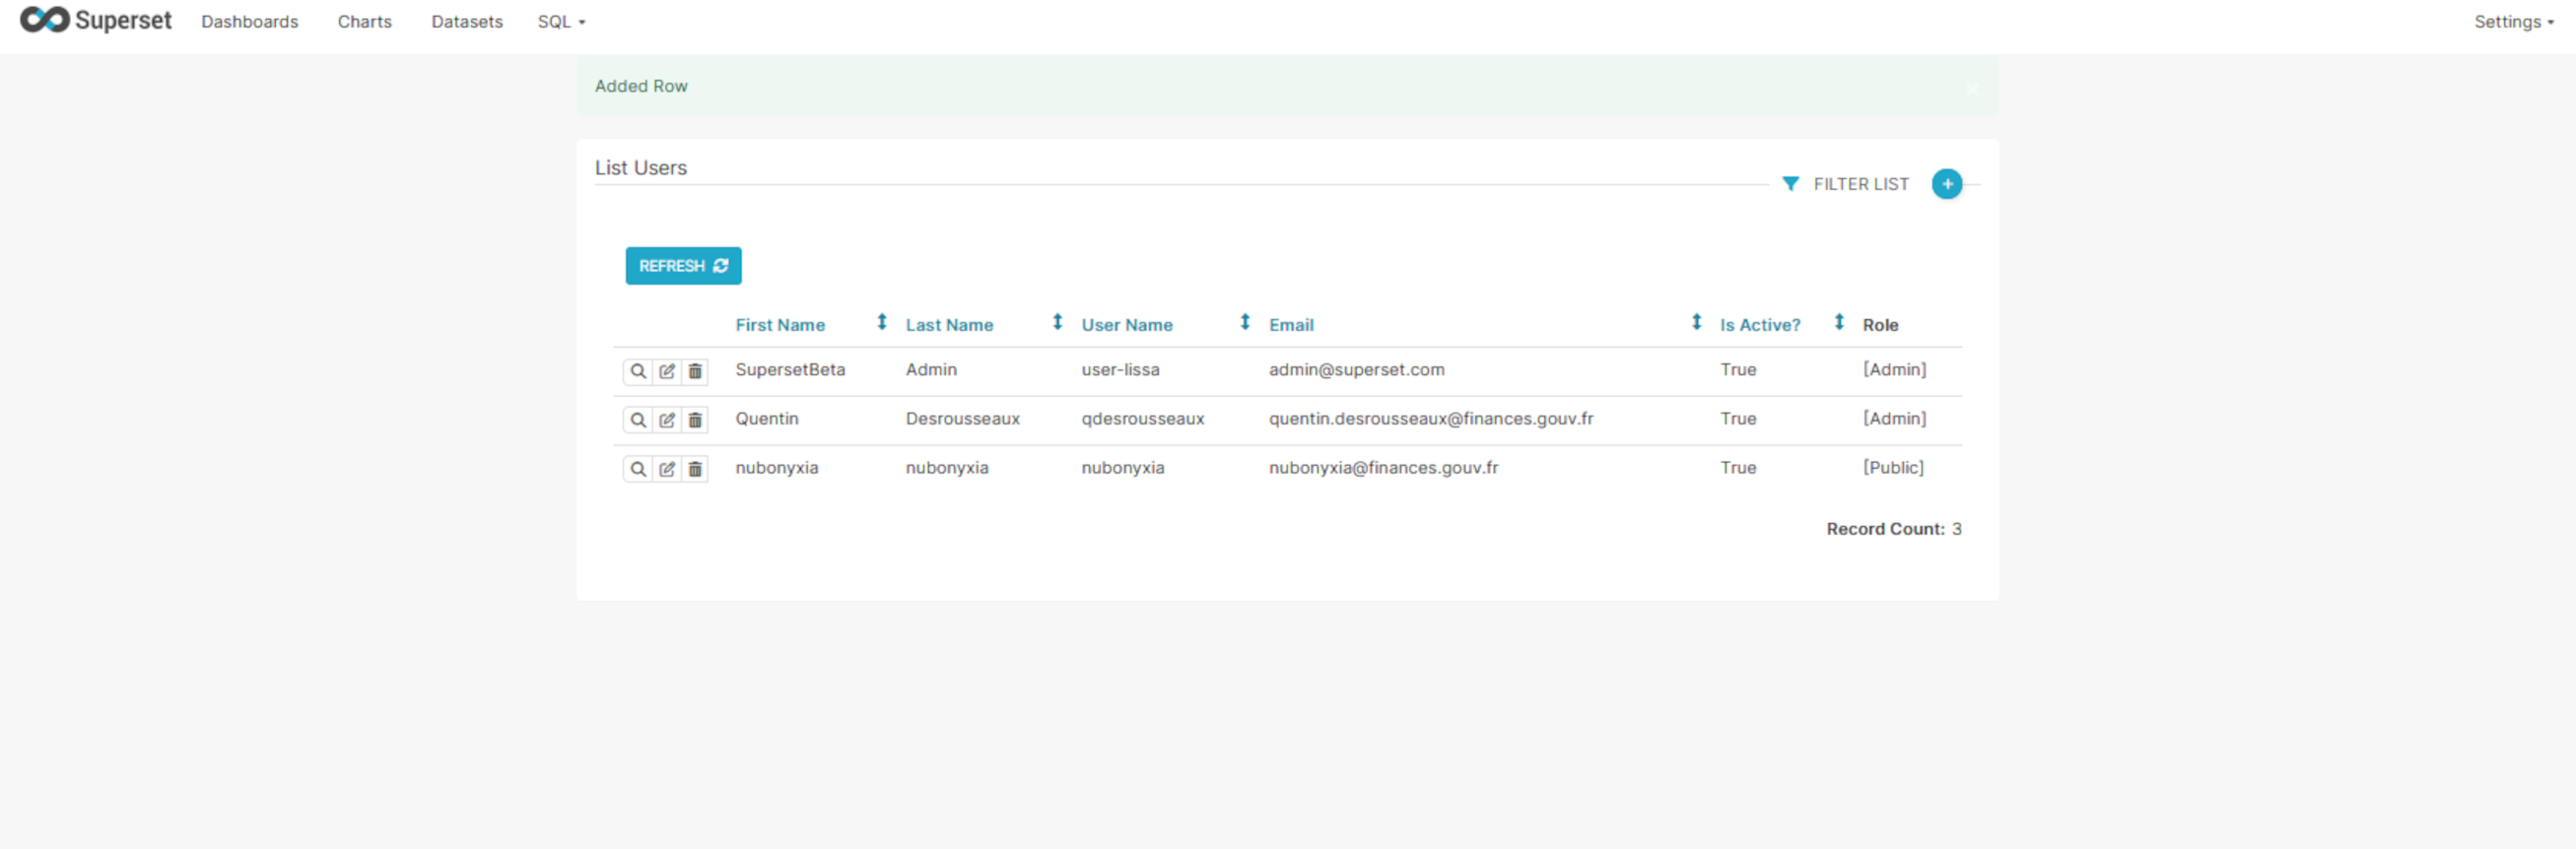 Superset Dashboards Charts Datasets SQL Settings
Added Row
List Users
FILTER LIST
REFRESH
First Name Last Name User Name Email Is Active? Role
SupersetBeta Admin user-lissa admin@superset.com True [Admin]
Quentin Desrousseaux qdesrousseaux quentin.desrousseaux@finances.gouv.fr True [Admin]
nubonyxia nubonyxia nubonyxia nubonyxia@finances.gouv.fr True [Public]
Record Count: 3